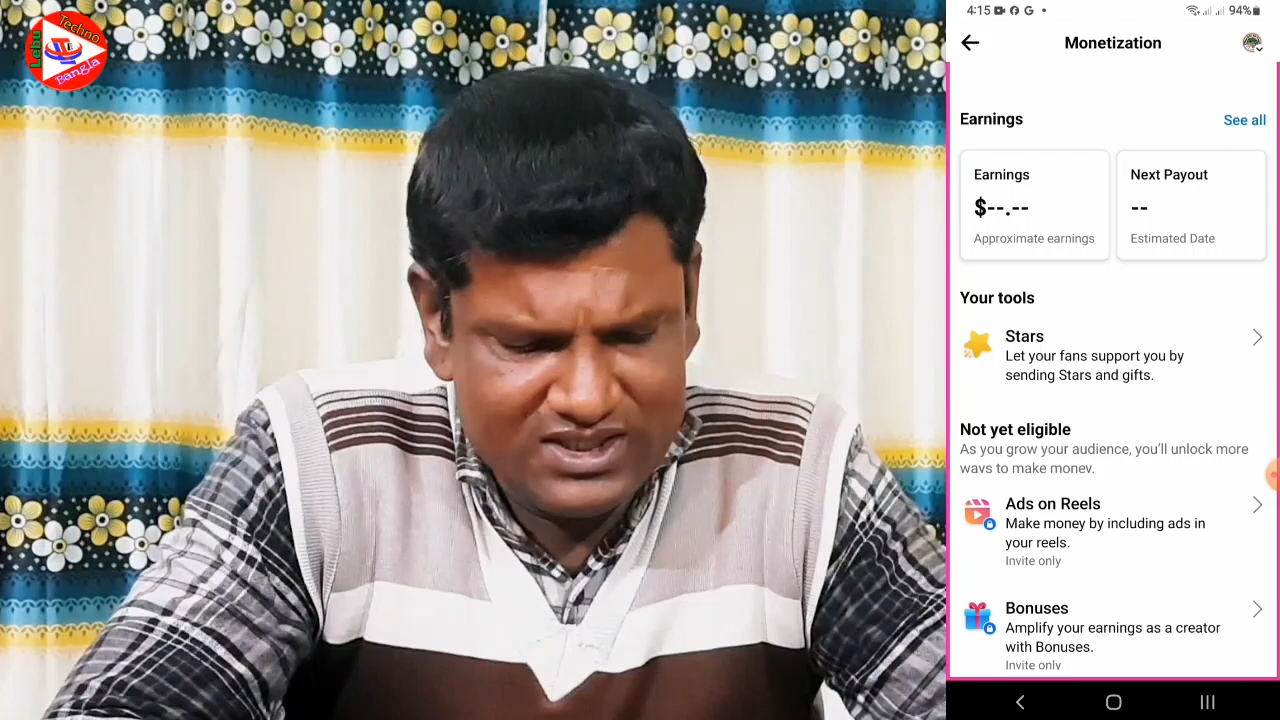 Lebu
Techno
Bangla
4:15
94%
Monetization
Earnings
See all
Earnings
$--.--
Approximate earnings
Next Payout
--
Estimated Date
Your tools
Stars
Let your fans support you by
sending Stars and gifts.
Not yet eligible
As you grow your audience, you’ll unlock more
ways to make money.
Ads on Reels
Make money by including ads in
your reels.
Invite only
Bonuses
Amplify your earnings as a creator
with Bonuses.
Invite only